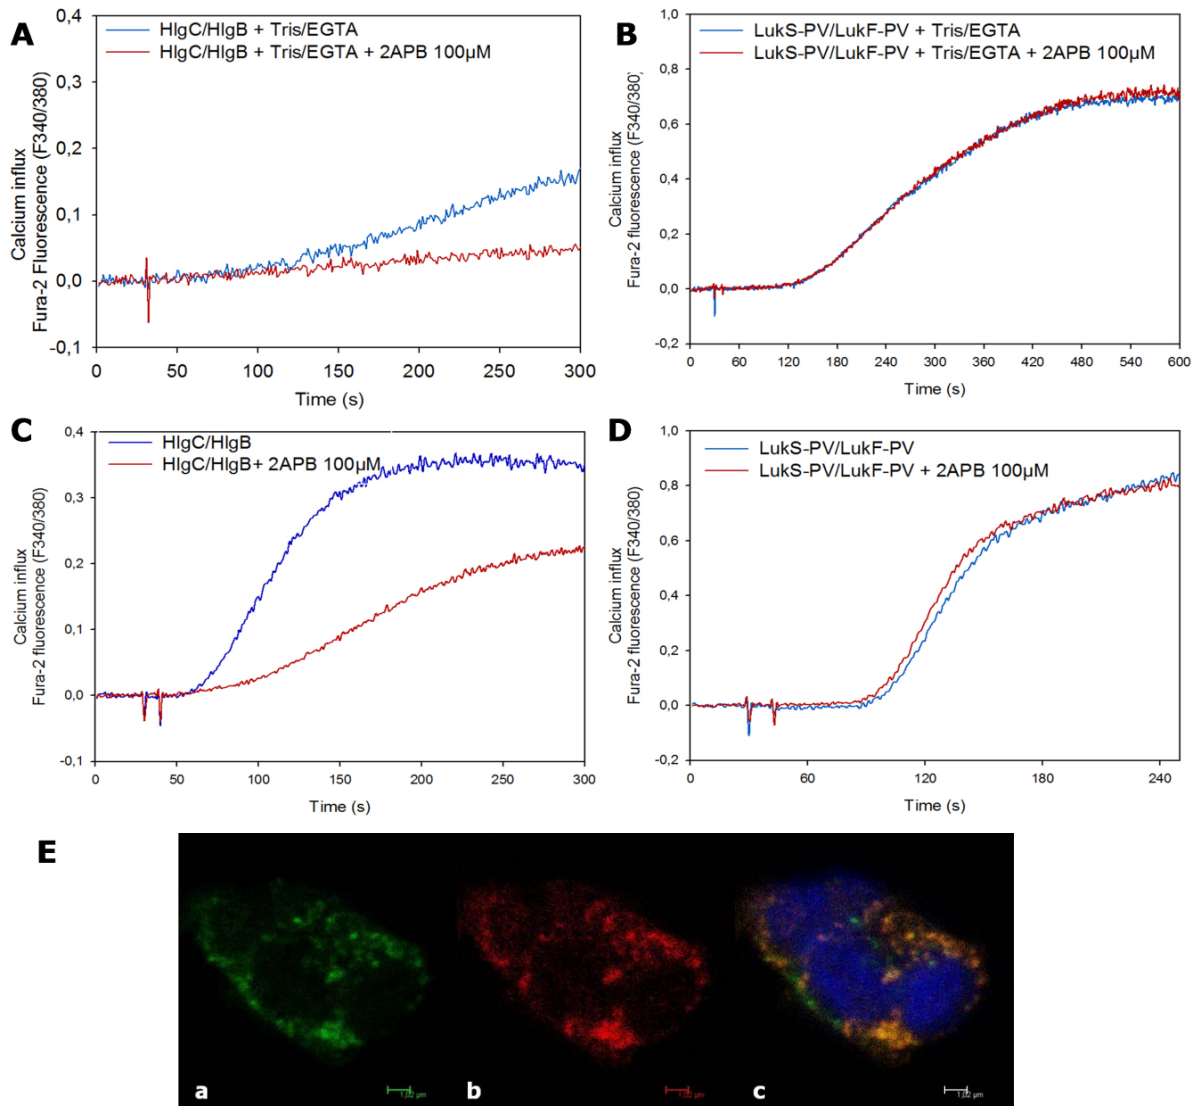 A
HlgC/HlgB + Tris/EGTA
HlgC/HlgB + Tris/EGTA + 2APB 100µM
Calcium influx
Fura-2 Fluorescence (F340/380)
0,4
0,3
0,2
0,1
0,0
-0,1
0 50 100 150 200 250 300
Time (s)
B
LukS-PV/LukF-PV + Tris/EGTA
LukS-PV/LukF-PV + Tris/EGTA + 2APB 100µM
Calcium influx
Fura-2 fluorescence (F340/380)
1,0
0,8
0,6
0,4
0,2
0,0
-0,2
0 60 120 180 240 300 360 420 480 540 600
Time (s)
C
HlgC/HlgB
HlgC/HlgB+ 2APB 100µM
Calcium influx
Fura-2 fluorescence (F340/380)
0,4
0,3
0,2
0,1
0,0
-0,1
0 50 100 150 200 250 300
Time (s)
D
LukS-PV/LukF-PV
LukS-PV/LukF-PV + 2APB 100µM
Calcium influx
Fura-2 fluorescence (F340/380)
1,0
0,8
0,6
0,4
0,2
0,0
-0,2
0 60 120 180 240
Time (s)
E
a
b
c